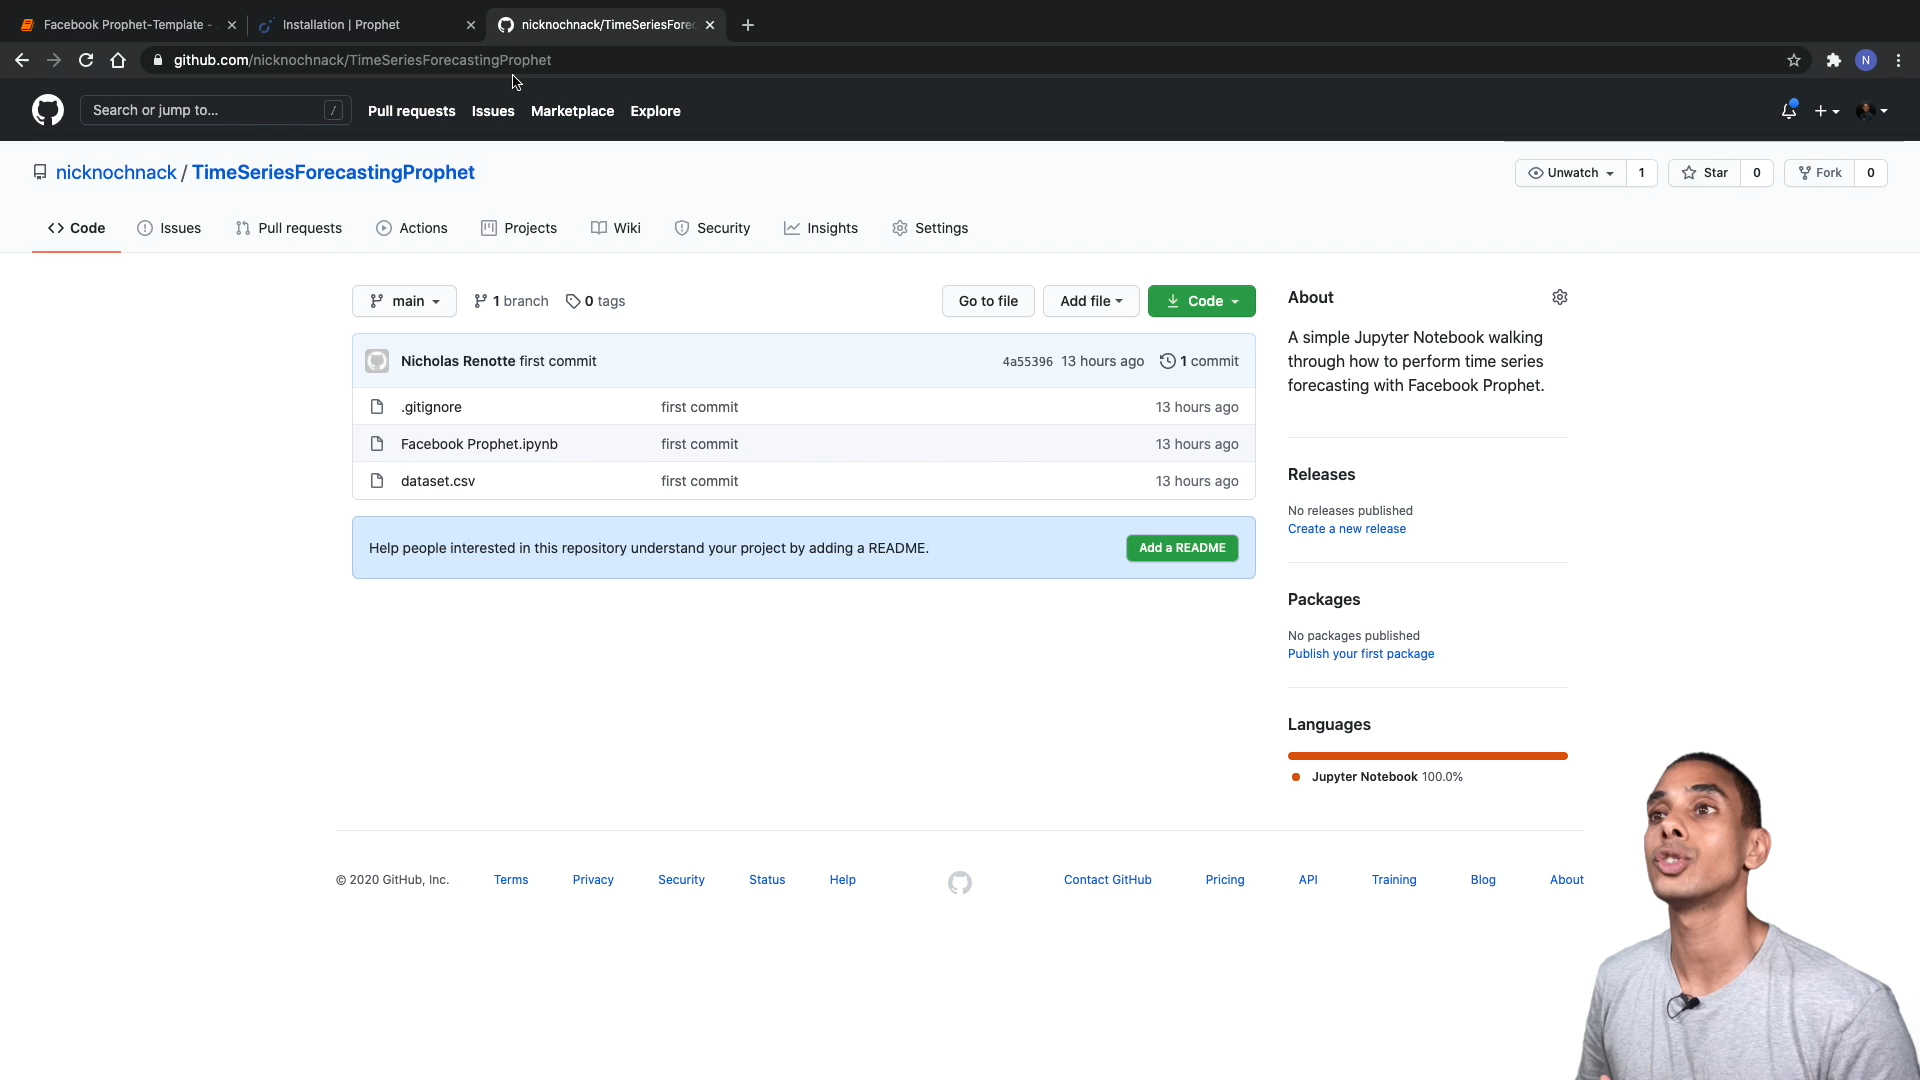 Facebook Prophet-Template -
Installation | Prophet
nicknochnack/TimeSeriesForec
github.com/nicknochnack/TimeSeriesForecastingProphet
N
Search or jump to...
/
Pull requests
Issues
Marketplace
Explore
nicknochnack / TimeSeriesForecastingProphet
Unwatch
1
Star
0
Fork
0
Code
Issues
Pull requests
Actions
Projects
Wiki
Security
Insights
Settings
main
1 branch
0 tags
Go to file
Add file
Code
Nicholas Renotte first commit
4a55396 13 hours ago
1 commit
.gitignore
first commit
13 hours ago
Facebook Prophet.ipynb
first commit
13 hours ago
dataset.csv
first commit
13 hours ago
Help people interested in this repository understand your project by adding a README.
Add a README
About
A simple Jupyter Notebook walking
through how to perform time series
forecasting with Facebook Prophet.
Releases
No releases published
Create a new release
Packages
No packages published
Publish your first package
Languages
Jupyter Notebook 100.0%
© 2020 GitHub, Inc.
Terms
Privacy
Security
Status
Help
Contact GitHub
Pricing
API
Training
Blog
About